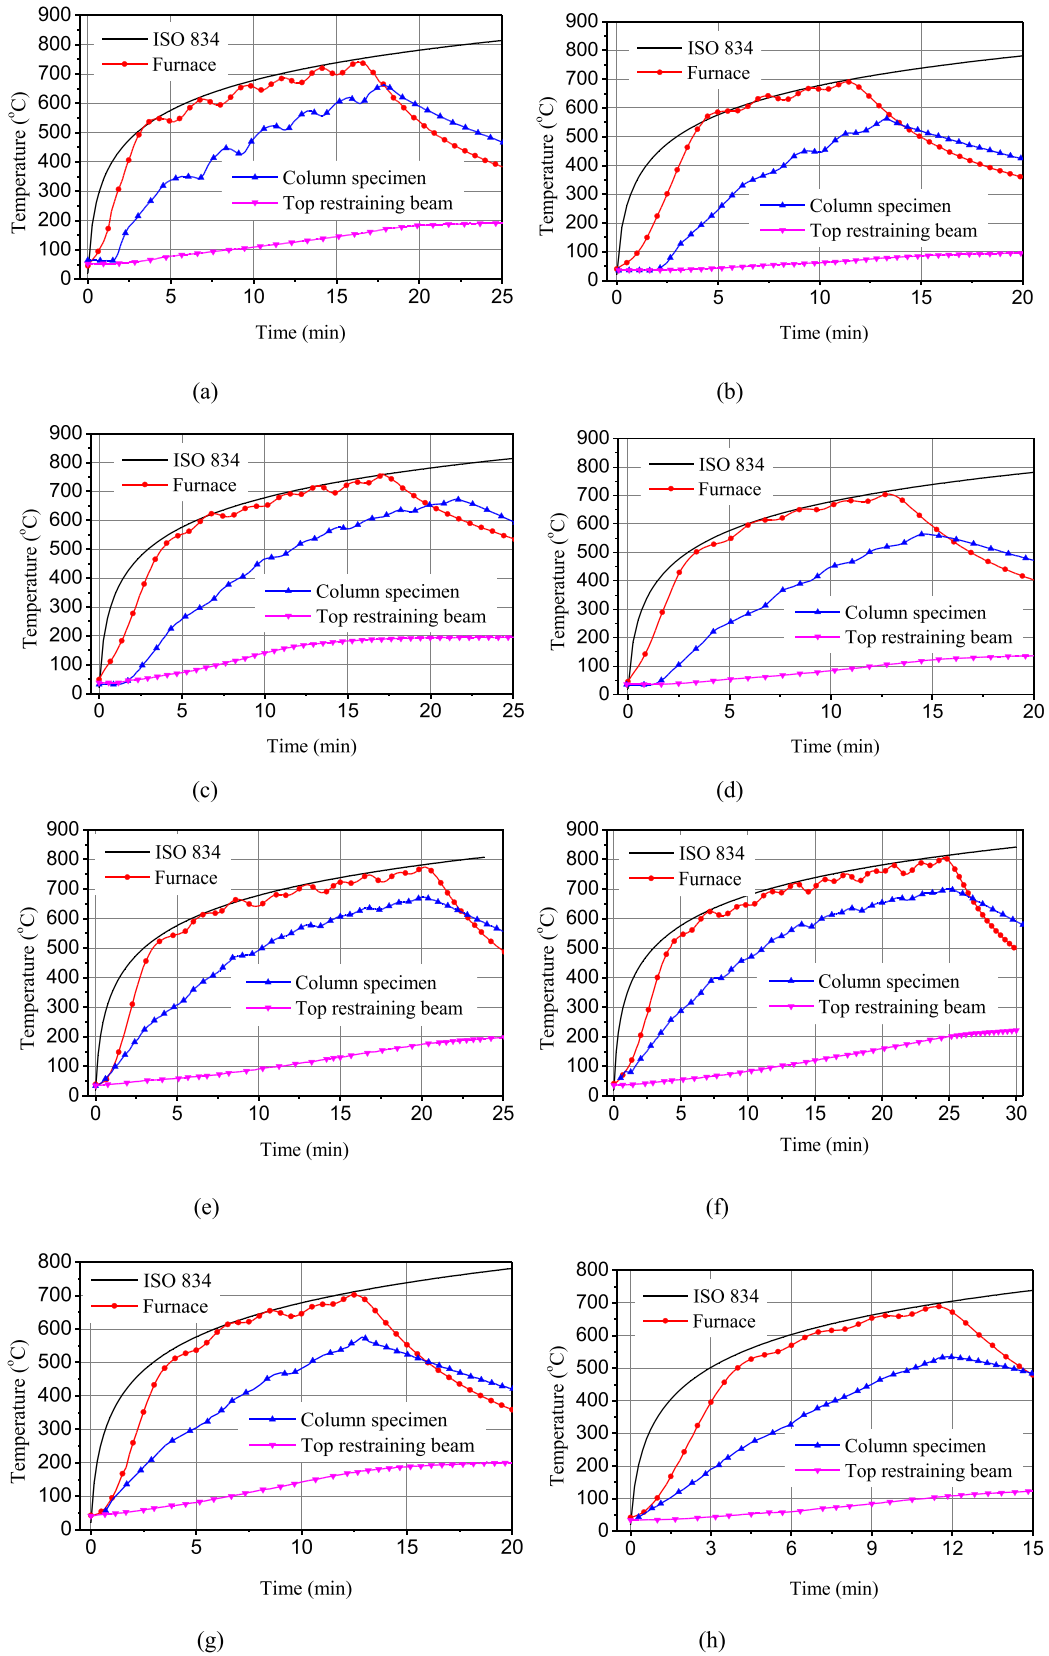 900
800
700
600
500
400
300
200
100
0
Temperature (°C)
ISO 834
Furnace
Column specimen
Top restraining beam
0 5 10 15 20 25
Time (min)
(a)
900
800
700
600
500
400
300
200
100
0
Temperature (°C)
ISO 834
Furnace
Column specimen
Top restraining beam
0 5 10 15 20
Time (min)
(b)
900
800
700
600
500
400
300
200
100
0
Temperature (°C)
ISO 834
Furnace
Column specimen
Top restraining beam
0 5 10 15 20 25
Time (min)
(c)
900
800
700
600
500
400
300
200
100
0
Temperature (°C)
ISO 834
Furnace
Column specimen
Top restraining beam
0 5 10 15 20
Time (min)
(d)
900
800
700
600
500
400
300
200
100
0
Temperature (°C)
ISO 834
Furnace
Column specimen
Top restraining beam
0 5 10 15 20 25
Time (min)
(e)
900
800
700
600
500
400
300
200
100
0
Temperature (°C)
ISO 834
Furnace
Column specimen
Top restraining beam
0 5 10 15 20 25 30
Time (min)
(f)
800
700
600
500
400
300
200
100
0
Temperature (°C)
ISO 834
Furnace
Column specimen
Top restraining beam
0 5 10 15 20
Time (min)
(g)
800
700
600
500
400
300
200
100
0
Temperature (°C)
ISO 834
Furnace
Column specimen
Top restraining beam
0 3 6 9 12 15
Time (min)
(h)